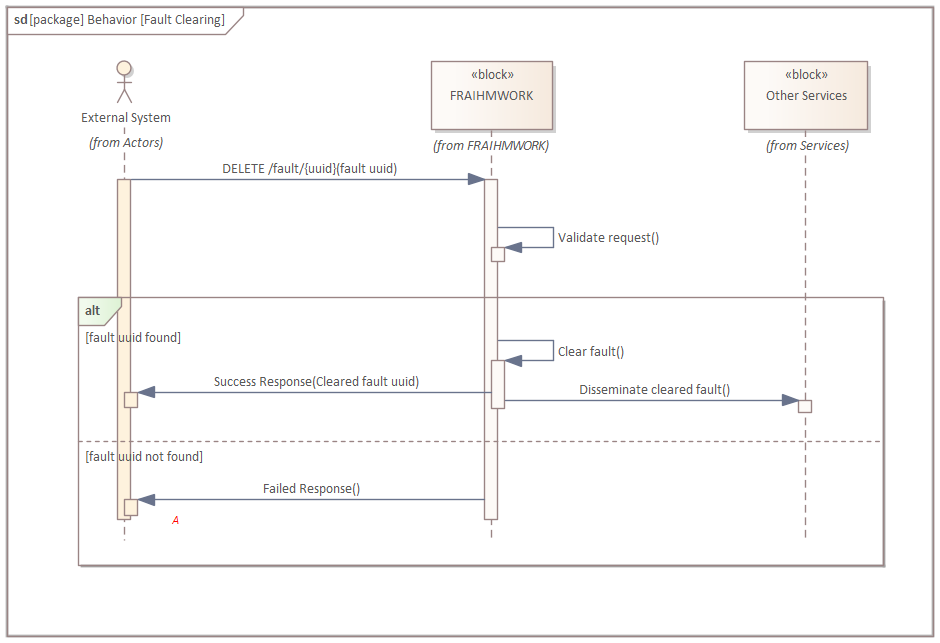 sd [package] Behavior [Fault Clearing]
«block»
FRAIHMWORK
(from FRAIHMWORK)
«block»
Other Services
(from Services)
External System
(from Actors)
DELETE /fault/{uuid}(fault uuid)
Validate request()
alt
[fault uuid found]
Clear fault()
Success Response(Cleared fault uuid)
Disseminate cleared fault()
[fault uuid not found]
Failed Response()
A